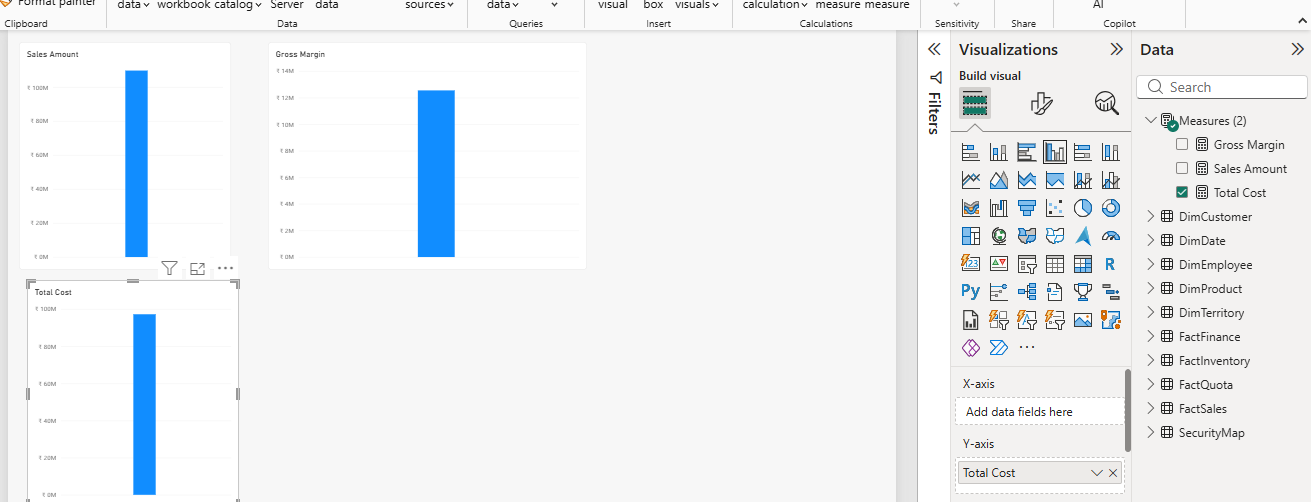 Format painter
data
workbook catalog
Server
data
sources
data
visual
box
visuals
calculation
measure measure
AI
Clipboard
Data
Queries
Insert
Calculations
Sensitivity
Share
Copilot
Sales Amount
₹ 100M
₹ 80M
₹ 60M
₹ 40M
₹ 20M
₹ 0M
Gross Margin
₹ 14M
₹ 12M
₹ 10M
₹ 8M
₹ 6M
₹ 4M
₹ 2M
₹ 0M
Total Cost
₹ 100M
₹ 80M
₹ 60M
₹ 40M
₹ 20M
₹ 0M
Filters
Visualizations
Build visual
123
R
Py
X-axis
Add data fields here
Y-axis
Total Cost
Data
Search
Measures (2)
Gross Margin
Sales Amount
Total Cost
DimCustomer
DimDate
DimEmployee
DimProduct
DimTerritory
FactFinance
FactInventory
FactQuota
FactSales
SecurityMap